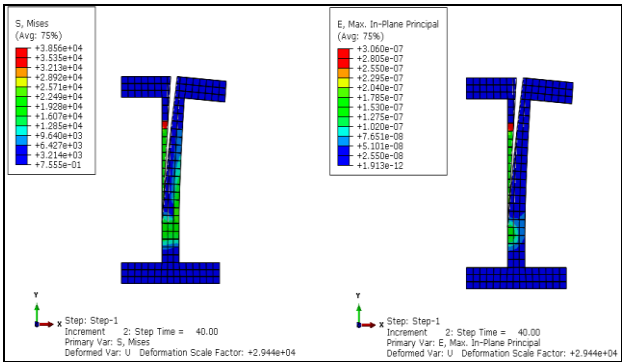 S, Mises
(Avg: 75%)
+3.856e+04
+3.535e+04
+3.213e+04
+2.892e+04
+2.571e+04
+2.249e+04
+1.928e+04
+1.607e+04
+1.285e+04
+9.640e+03
+6.427e+03
+3.214e+03
+7.555e-01
E, Max. In-Plane Principal
(Avg: 75%)
+3.060e-07
+2.805e-07
+2.550e-07
+2.295e-07
+2.040e-07
+1.785e-07
+1.530e-07
+1.275e-07
+1.020e-07
+7.651e-08
+5.101e-08
+2.550e-08
+1.913e-12
Y
X
Step: Step-1
Increment 2: Step Time = 40.00
Primary Var: S, Mises
Deformed Var: U Deformation Scale Factor: +2.944e+04
Y
X
Step: Step-1
Increment 2: Step Time = 40.00
Primary Var: E, Max. In-Plane Principal
Deformed Var: U Deformation Scale Factor: +2.944e+04